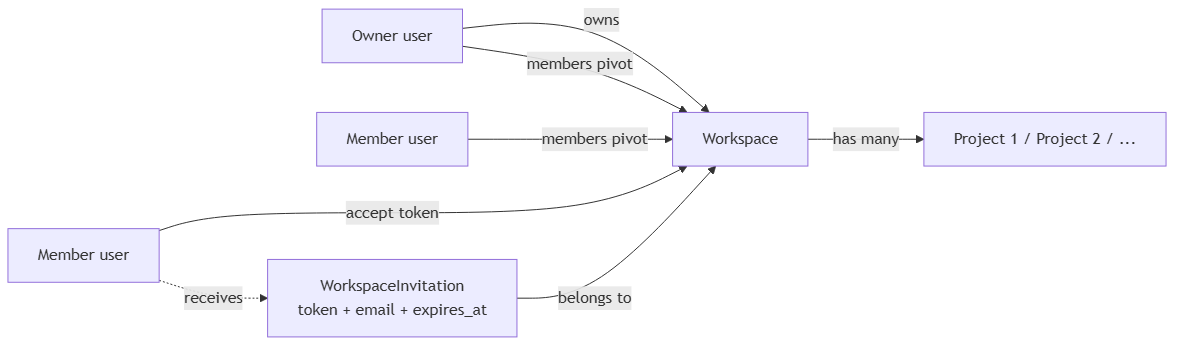 Owner user
owns
members pivot
Member user
members pivot
Workspace
has many
Project 1 / Project 2 / ...
accept token
Member user
receives
WorkspaceInvitation
token + email + expires_at
belongs to